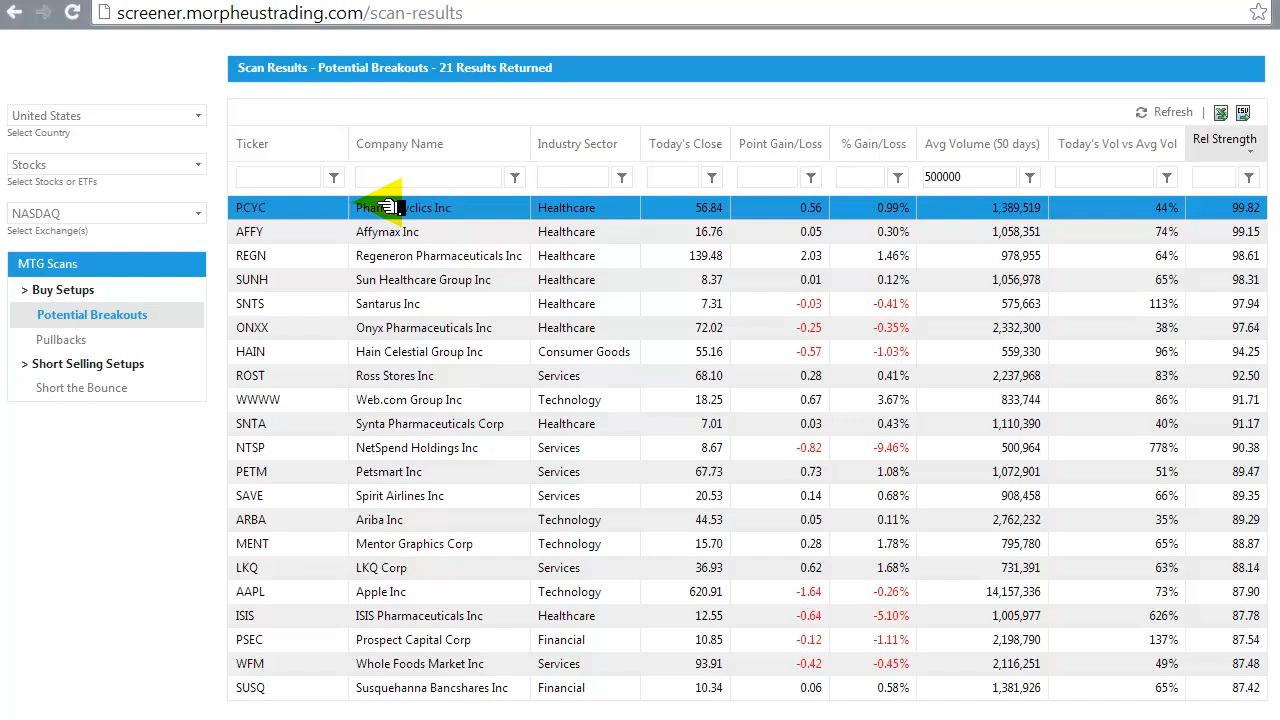 screener.morpheustrading.com/scan-results
Scan Results - Potential Breakouts - 21 Results Returned
United States
Select Country
Stocks
Select Stocks or ETFs
NASDAQ
Select Exchange(s)
MTG Scans
> Buy Setups
Potential Breakouts
Pullbacks
> Short Selling Setups
Short the Bounce
Refresh | CSV
Ticker Company Name Industry Sector Today's Close Point Gain/Loss % Gain/Loss Avg Volume (50 days) Today's Vol vs Avg Vol Rel Strength
500000
PCYC Pharmacyclics Inc Healthcare 56.84 0.56 0.99% 1,389,519 44% 99.82
AFFY Affymax Inc Healthcare 16.76 0.05 0.30% 1,058,351 74% 99.15
REGN Regeneron Pharmaceuticals Inc Healthcare 139.48 2.03 1.46% 978,955 64% 98.61
SUNH Sun Healthcare Group Inc Healthcare 8.37 0.01 0.12% 1,056,978 65% 98.31
SNTS Santarus Inc Healthcare 7.31 -0.03 -0.41% 575,663 113% 97.94
ONXX Onyx Pharmaceuticals Inc Healthcare 72.02 -0.25 -0.35% 2,332,300 38% 97.64
HAIN Hain Celestial Group Inc Consumer Goods 55.16 -0.57 -1.03% 559,330 96% 94.25
ROST Ross Stores Inc Services 68.10 0.28 0.41% 2,237,968 83% 92.50
WWWW Web.com Group Inc Technology 18.25 0.67 3.67% 833,744 86% 91.71
SNTA Synta Pharmaceuticals Corp Healthcare 7.01 0.03 0.43% 1,110,390 40% 91.17
NTSP NetSpend Holdings Inc Services 8.67 -0.82 -9.46% 500,964 778% 90.38
PETM Petsmart Inc Services 67.73 0.73 1.08% 1,072,901 51% 89.47
SAVE Spirit Airlines Inc Services 20.53 0.14 0.68% 908,458 66% 89.35
ARBA Ariba Inc Technology 44.53 0.05 0.11% 2,762,232 35% 89.29
MENT Mentor Graphics Corp Technology 15.70 0.28 1.78% 795,780 65% 88.87
LKQ LKQ Corp Services 36.93 0.62 1.68% 731,391 63% 88.14
AAPL Apple Inc Technology 620.91 -1.64 -0.26% 14,157,336 73% 87.90
ISIS ISIS Pharmaceuticals Inc Healthcare 12.55 -0.64 -5.10% 1,005,977 626% 87.78
PSEC Prospect Capital Corp Financial 10.85 -0.12 -1.11% 2,198,790 137% 87.54
WFM Whole Foods Market Inc Services 93.91 -0.42 -0.45% 2,116,251 49% 87.48
SUSQ Susquehanna Bancshares Inc Financial 10.34 0.06 0.58% 1,381,926 65% 87.42